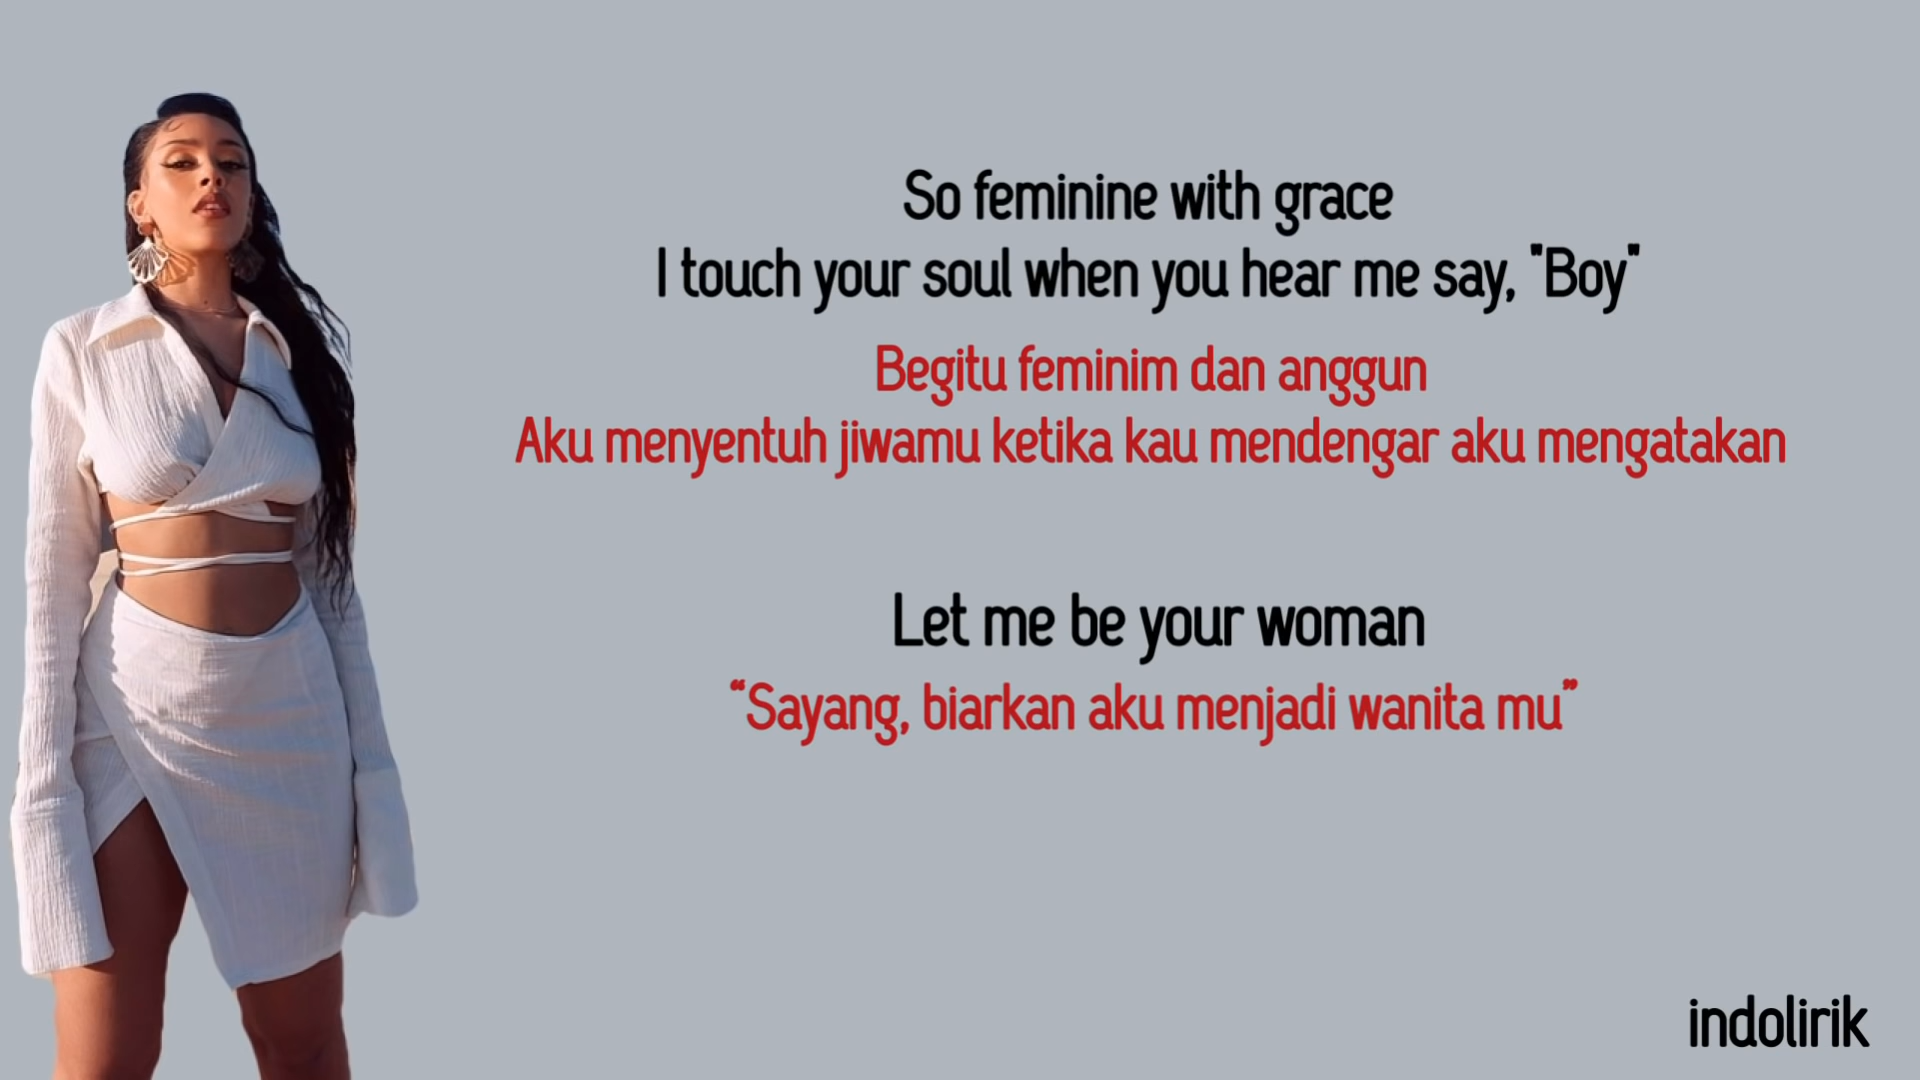 So feminine with grace
I touch your soul when you hear me say, "Boy"
Begitu feminim dan anggun
Aku menyentuh jiwamu ketika kau mendengar aku mengatakan
Let me be your woman
“Sayang, biarkan aku menjadi wanita mu”
indolirik